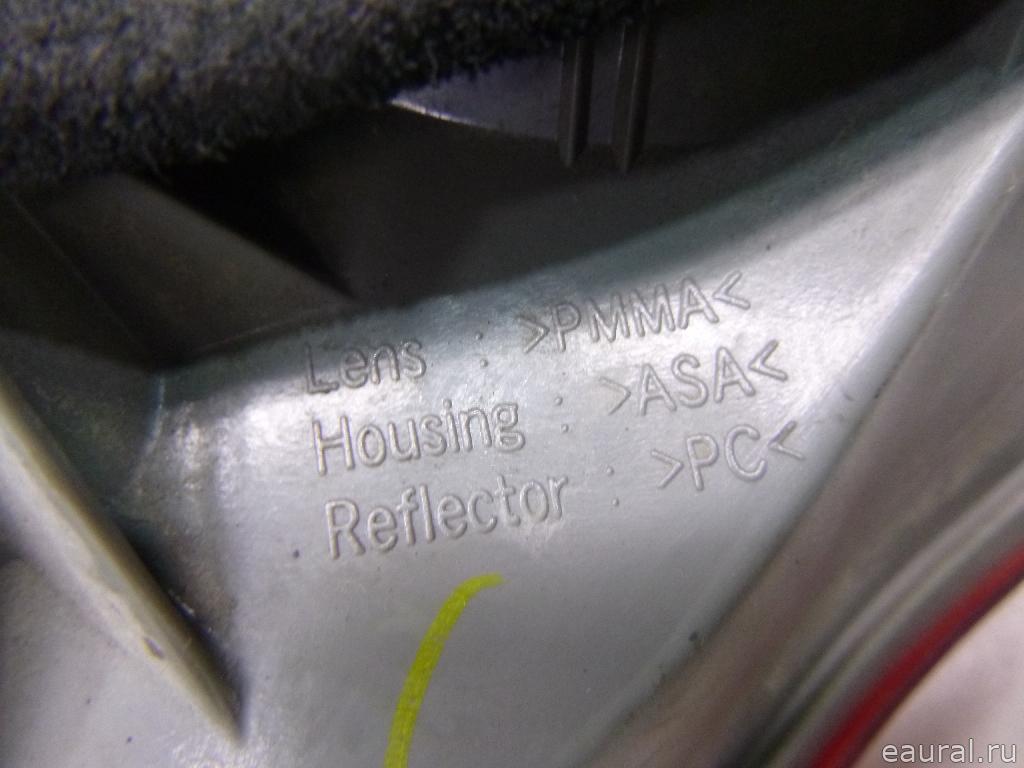 Lens : >PMMA<
Housing : >ASA<
Reflector : >PC<
eaural.ru